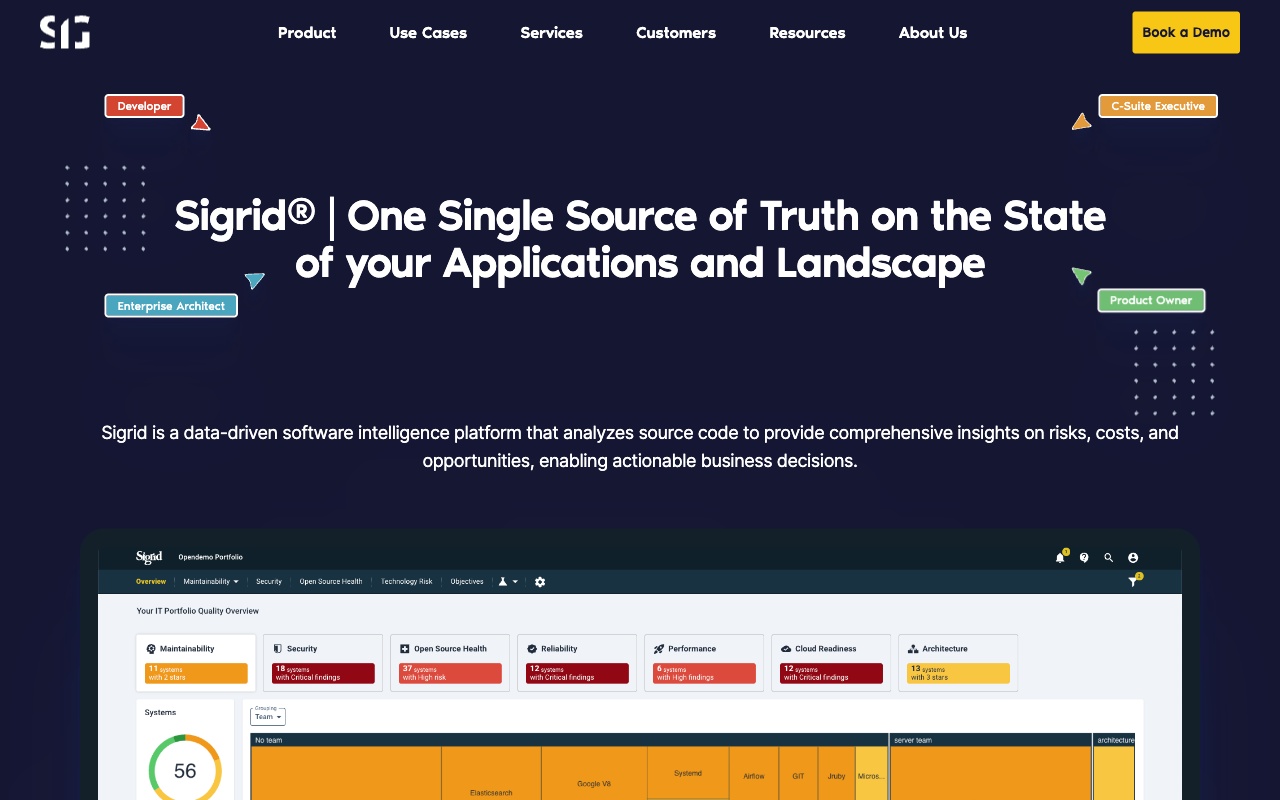 SIG
Product
Use Cases
Services
Customers
Resources
About Us
Book a Demo
Developer
C-Suite Executive
Sigrid® | One Single Source of Truth on the State
of your Applications and Landscape
Enterprise Architect
Product Owner
Sigrid is a data-driven software intelligence platform that analyzes source code to provide comprehensive insights on risks, costs, and
opportunities, enabling actionable business decisions.
Sigrid
Opendemo Portfolio
Overview
Maintainability
Security
Open Source Health
Technology Risk
Objectives
Your IT Portfolio Quality Overview
Maintainability
11 systems
with 2 stars
Security
18 systems
with Critical findings
Open Source Health
37 systems
with High risk
Reliability
12 systems
with Critical findings
Performance
6 systems
with High findings
Cloud Readiness
12 systems
with Critical findings
Architecture
13 systems
with 3 stars
Systems
56
Grouping
Team
No team
server team
architecture
Elasticsearch
Google V8
Systemd
Airflow
GIT
Jruby
Micros...